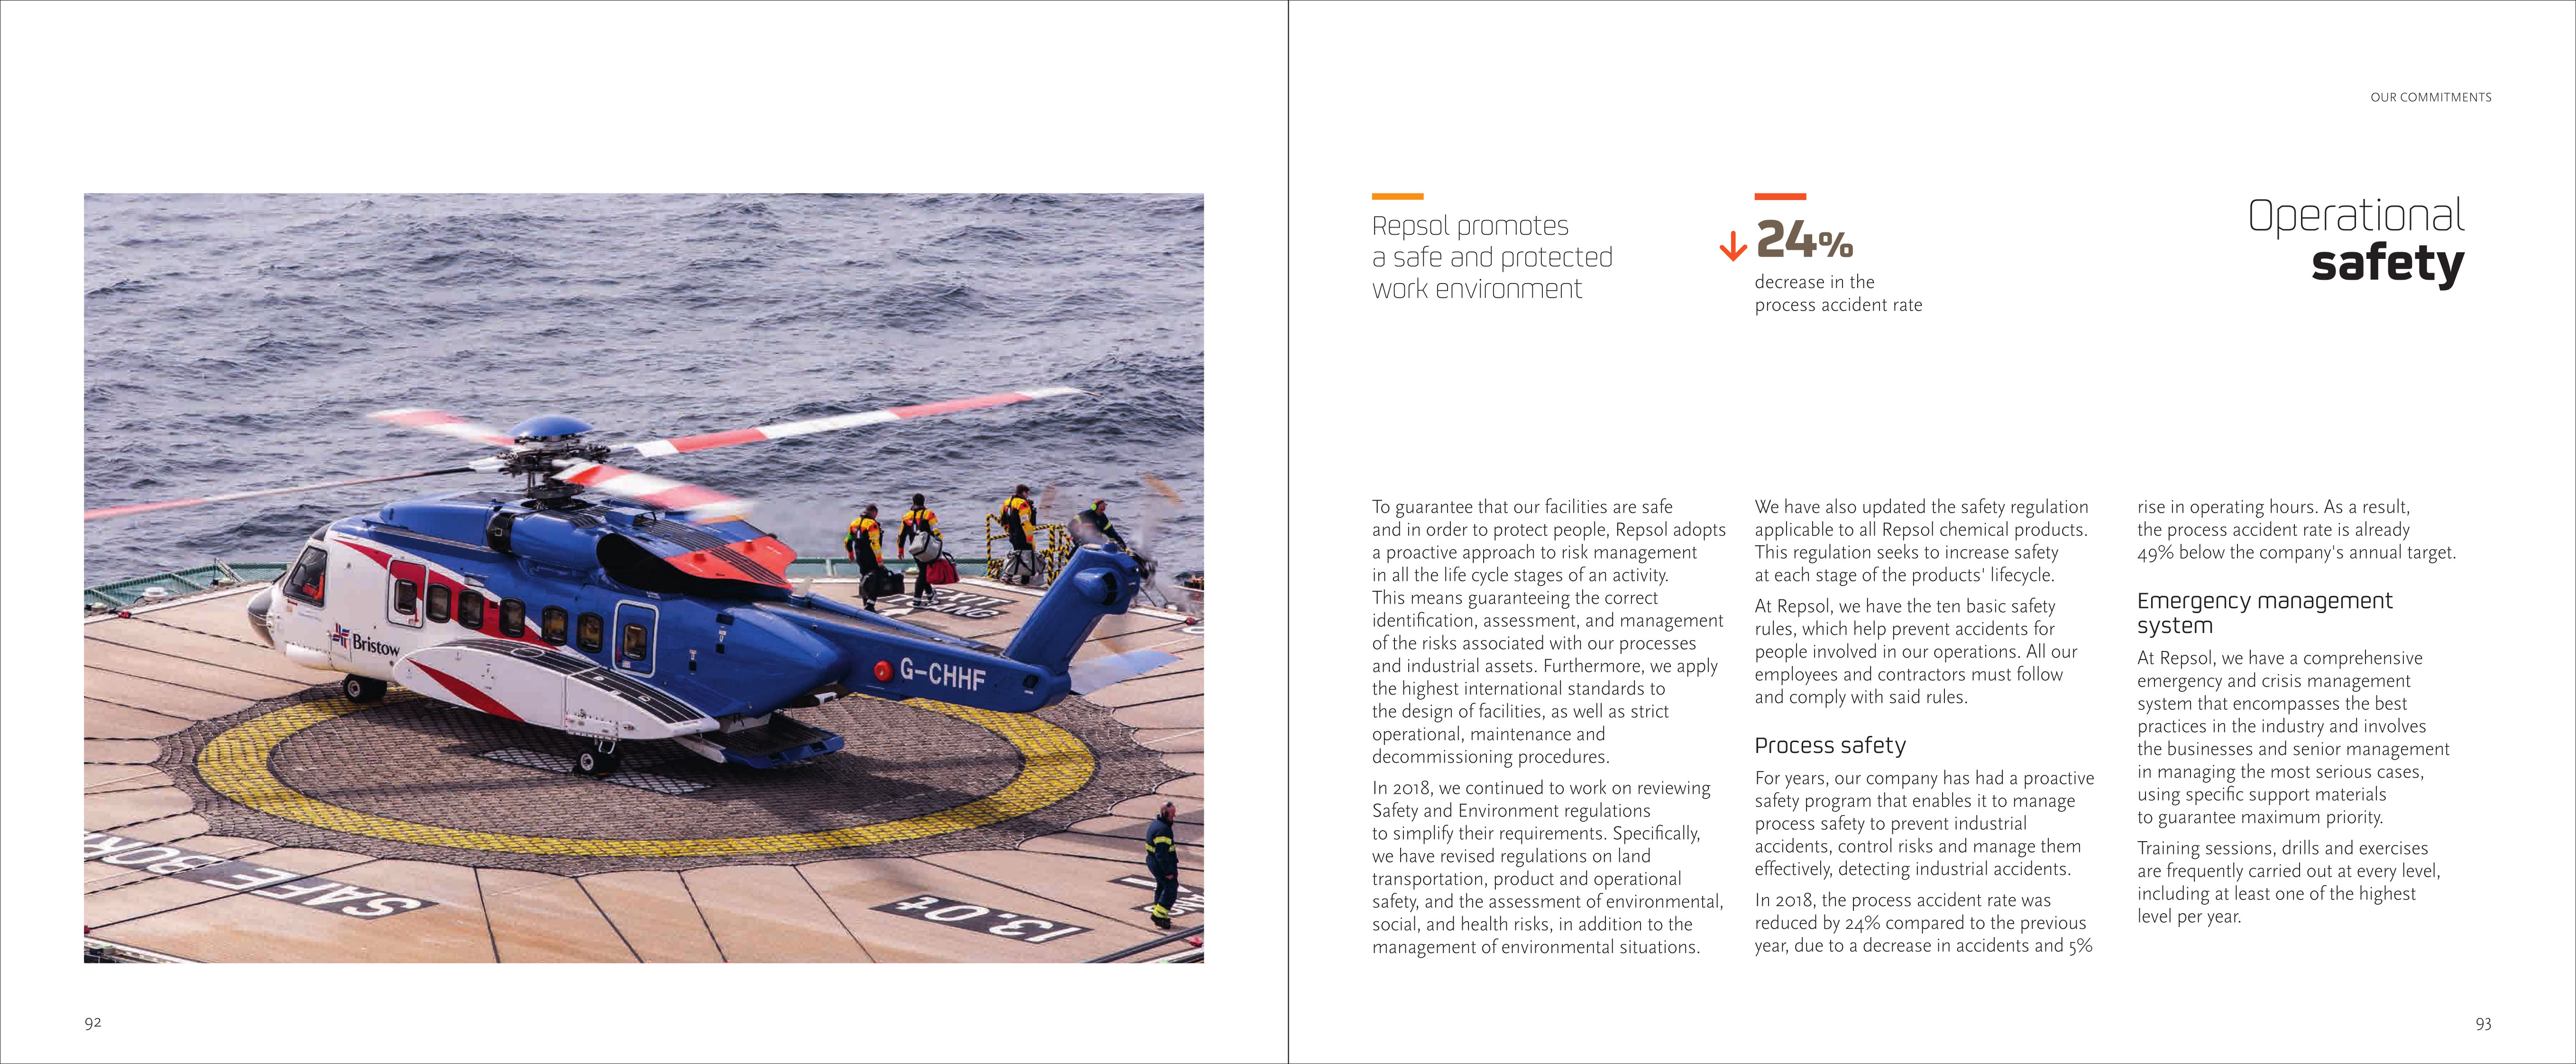 Bristow
G-CHHF
SAFE
13.0t
92
OUR COMMITMENTS
Operational
safety
Repsol promotes
a safe and protected
work environment
24%
decrease in the
process accident rate
To guarantee that our facilities are safe
and in order to protect people, Repsol adopts
a proactive approach to risk management
in all the life cycle stages of an activity.
This means guaranteeing the correct
identification, assessment, and management
of the risks associated with our processes
and industrial assets. Furthermore, we apply
the highest international standards to
the design of facilities, as well as strict
operational, maintenance and
decommissioning procedures.
In 2018, we continued to work on reviewing
Safety and Environment regulations
to simplify their requirements. Specifically,
we have revised regulations on land
transportation, product and operational
safety, and the assessment of environmental,
social, and health risks, in addition to the
management of environmental situations.
We have also updated the safety regulation
applicable to all Repsol chemical products.
This regulation seeks to increase safety
at each stage of the products' lifecycle.
At Repsol, we have the ten basic safety
rules, which help prevent accidents for
people involved in our operations. All our
employees and contractors must follow
and comply with said rules.
Process safety
For years, our company has had a proactive
safety program that enables it to manage
process safety to prevent industrial
accidents, control risks and manage them
effectively, detecting industrial accidents.
In 2018, the process accident rate was
reduced by 24% compared to the previous
year, due to a decrease in accidents and 5%
rise in operating hours. As a result,
the process accident rate is already
49% below the company's annual target.
Emergency management
system
At Repsol, we have a comprehensive
emergency and crisis management
system that encompasses the best
practices in the industry and involves
the businesses and senior management
in managing the most serious cases,
using specific support materials
to guarantee maximum priority.
Training sessions, drills and exercises
are frequently carried out at every level,
including at least one of the highest
level per year.
93